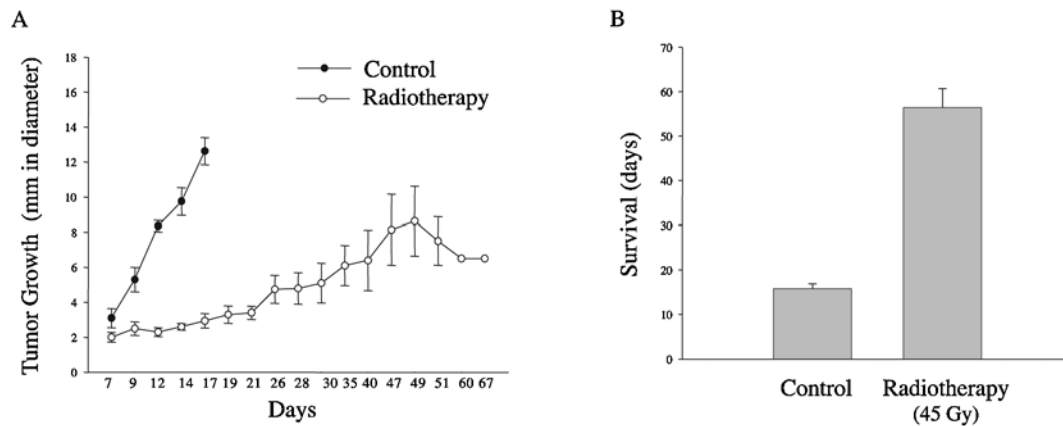 A
Tumor Growth (mm in diameter)
18
16
14
12
10
8
6
4
2
0
Control
Radiotherapy
7 9 12 14 17 19 21 26 28 30 35 40 47 49 51 60 67
Days
B
Survival (days)
70
60
50
40
30
20
10
0
Control
Radiotherapy
(45 Gy)